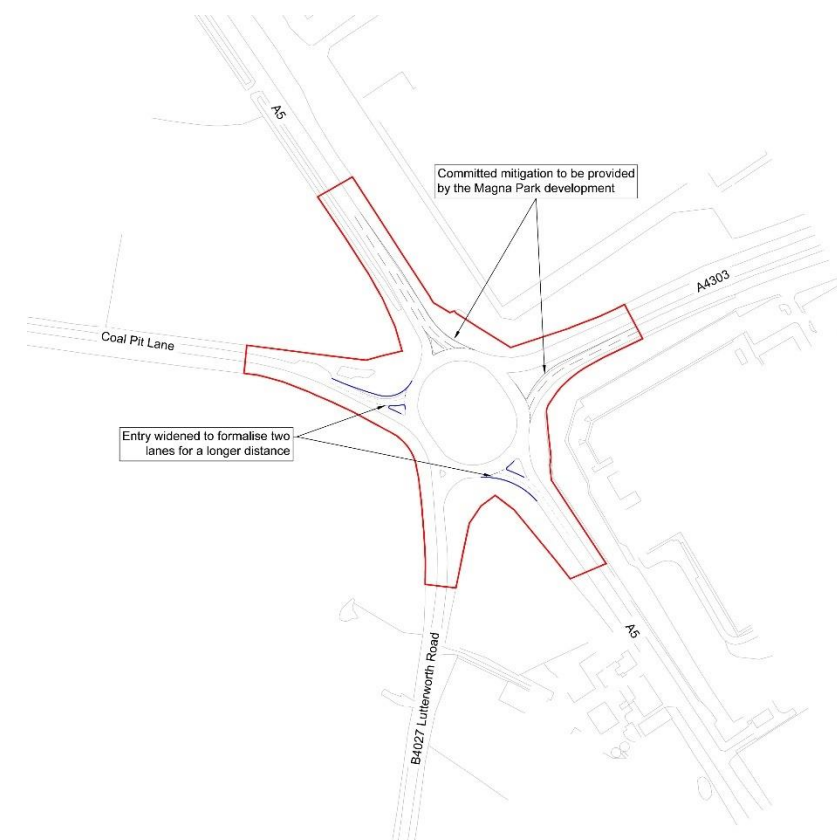 A5
Committed mitigation to be provided
by the Magna Park development
A4303
Coal Pit Lane
Entry widened to formalise two
lanes for a longer distance
A5
B4027 Lutterworth Road